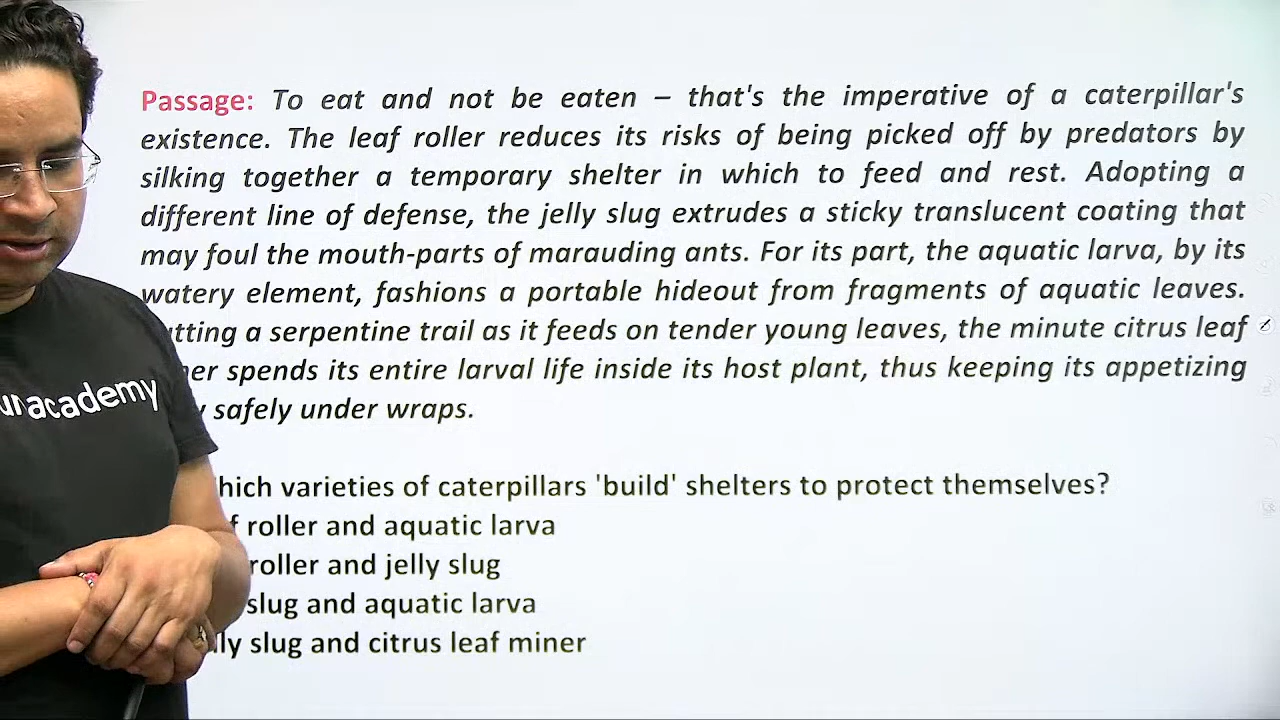 Passage: To eat and not be eaten – that's the imperative of a caterpillar's
existence. The leaf roller reduces its risks of being picked off by predators by
silking together a temporary shelter in which to feed and rest. Adopting a
different line of defense, the jelly slug extrudes a sticky translucent coating that
may foul the mouth-parts of marauding ants. For its part, the aquatic larva, by its
watery element, fashions a portable hideout from fragments of aquatic leaves.
a serpentine trail as it feeds on tender young leaves, the minute citrus leaf
spends its entire larval life inside its host plant, thus keeping its appetizing
safely under wraps.
unacademy
varieties of caterpillars 'build' shelters to protect themselves?
roller and aquatic larva
roller and jelly slug
slug and aquatic larva
slug and citrus leaf miner